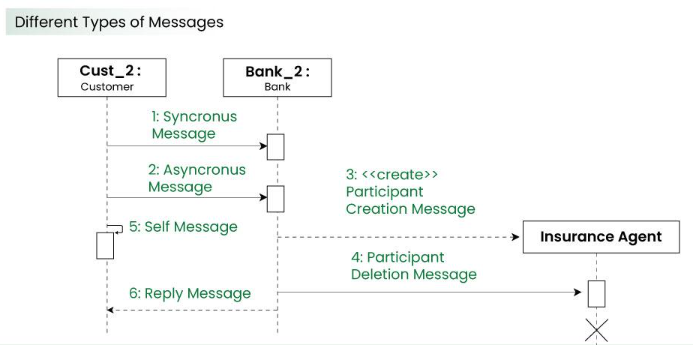 Different Types of Messages
Cust_2:
Customer
Bank_2:
Bank
1: Syncronus
Message
2: Asyncronus
Message
3: <<create>>
Participant
Creation Message
5: Self Message
Insurance Agent
4: Participant
Deletion Message
6: Reply Message